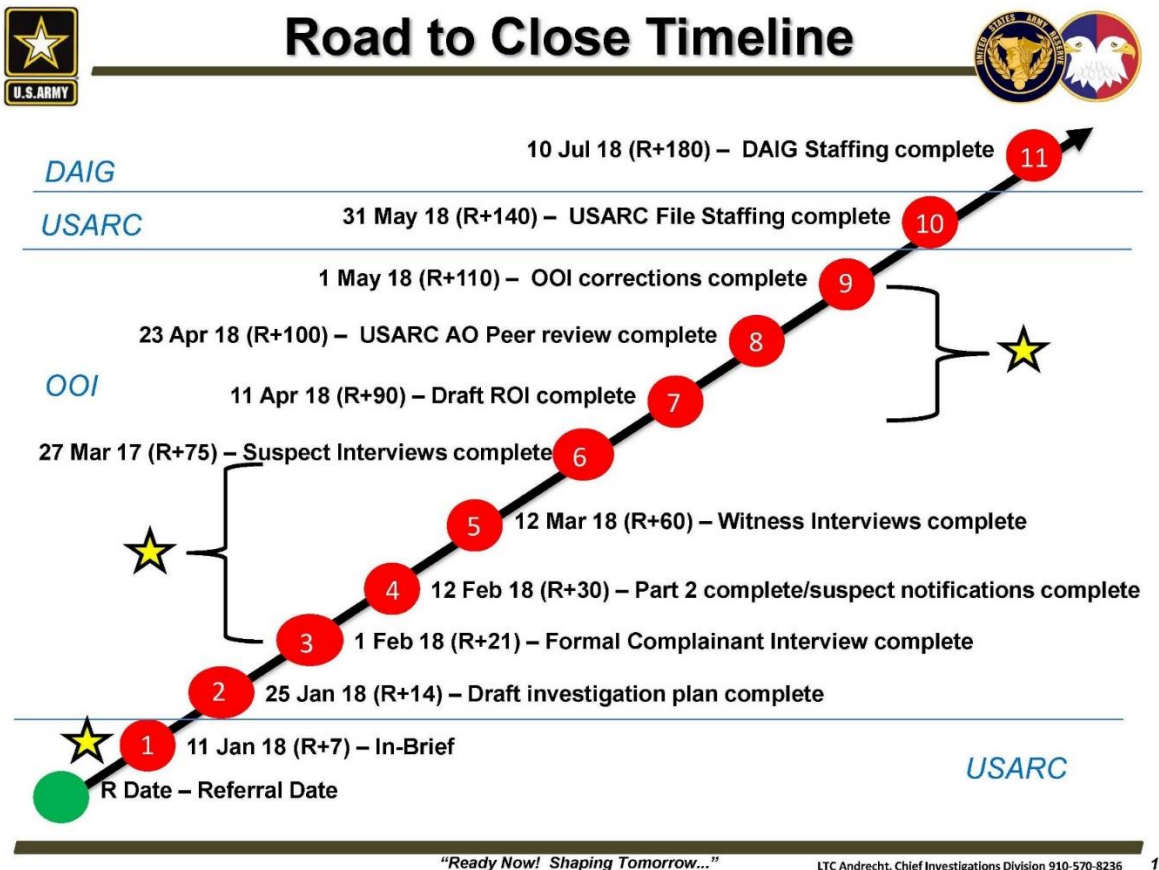 Road to Close Timeline
U.S.ARMY
UNITED STATES ARMY RESERVE
DAIG
10 Jul 18 (R+180) – DAIG Staffing complete
11
USARC
31 May 18 (R+140) – USARC File Staffing complete
10
1 May 18 (R+110) – OOI corrections complete
9
23 Apr 18 (R+100) – USARC AO Peer review complete
8
OOI
11 Apr 18 (R+90) – Draft ROI complete
7
27 Mar 17 (R+75) – Suspect Interviews complete
6
5
12 Mar 18 (R+60) – Witness Interviews complete
4
12 Feb 18 (R+30) – Part 2 complete/suspect notifications complete
3
1 Feb 18 (R+21) – Formal Complainant Interview complete
2
25 Jan 18 (R+14) – Draft investigation plan complete
1
11 Jan 18 (R+7) – In-Brief
USARC
R Date – Referral Date
"Ready Now! Shaping Tomorrow..."
LTC Andrecht, Chief Investigations Division 910-570-8236
1